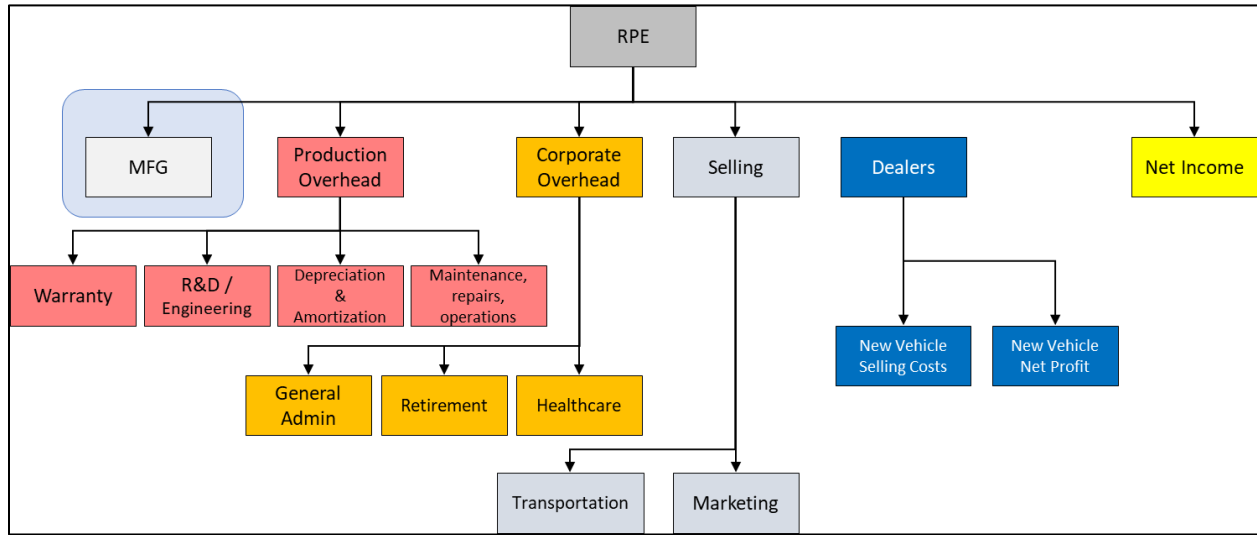 RPE
MFG
Production
Overhead
Corporate
Overhead
Selling
Dealers
Net Income
Warranty
R&D /
Engineering
Depreciation
&
Amortization
Maintenance,
repairs,
operations
New Vehicle
Selling Costs
New Vehicle
Net Profit
General
Admin
Retirement
Healthcare
Transportation
Marketing